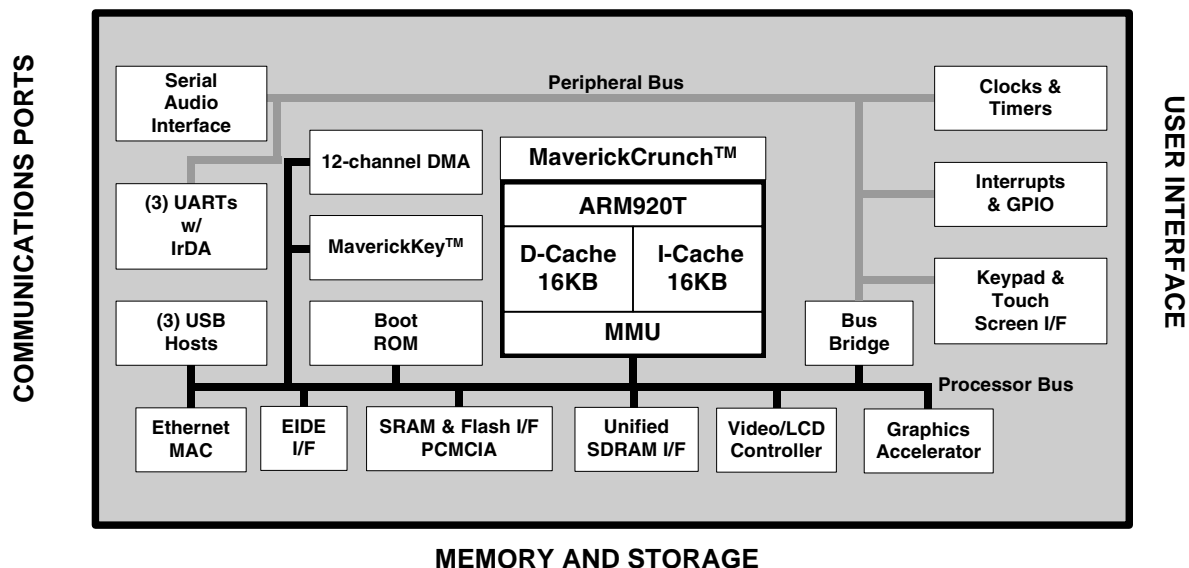 COMMUNICATIONS PORTS
Serial
Audio
Interface
Peripheral Bus
Clocks &
Timers
12-channel DMA
MaverickCrunch™
(3) UARTs
w/
IrDA
ARM920T
Interrupts
& GPIO
MaverickKey™
D-Cache
16KB
I-Cache
16KB
Keypad &
Touch
Screen I/F
(3) USB
Hosts
Boot
ROM
MMU
Bus
Bridge
Processor Bus
Ethernet
MAC
EIDE
I/F
SRAM & Flash I/F
PCMCIA
Unified
SDRAM I/F
Video/LCD
Controller
Graphics
Accelerator
USER INTERFACE
MEMORY AND STORAGE